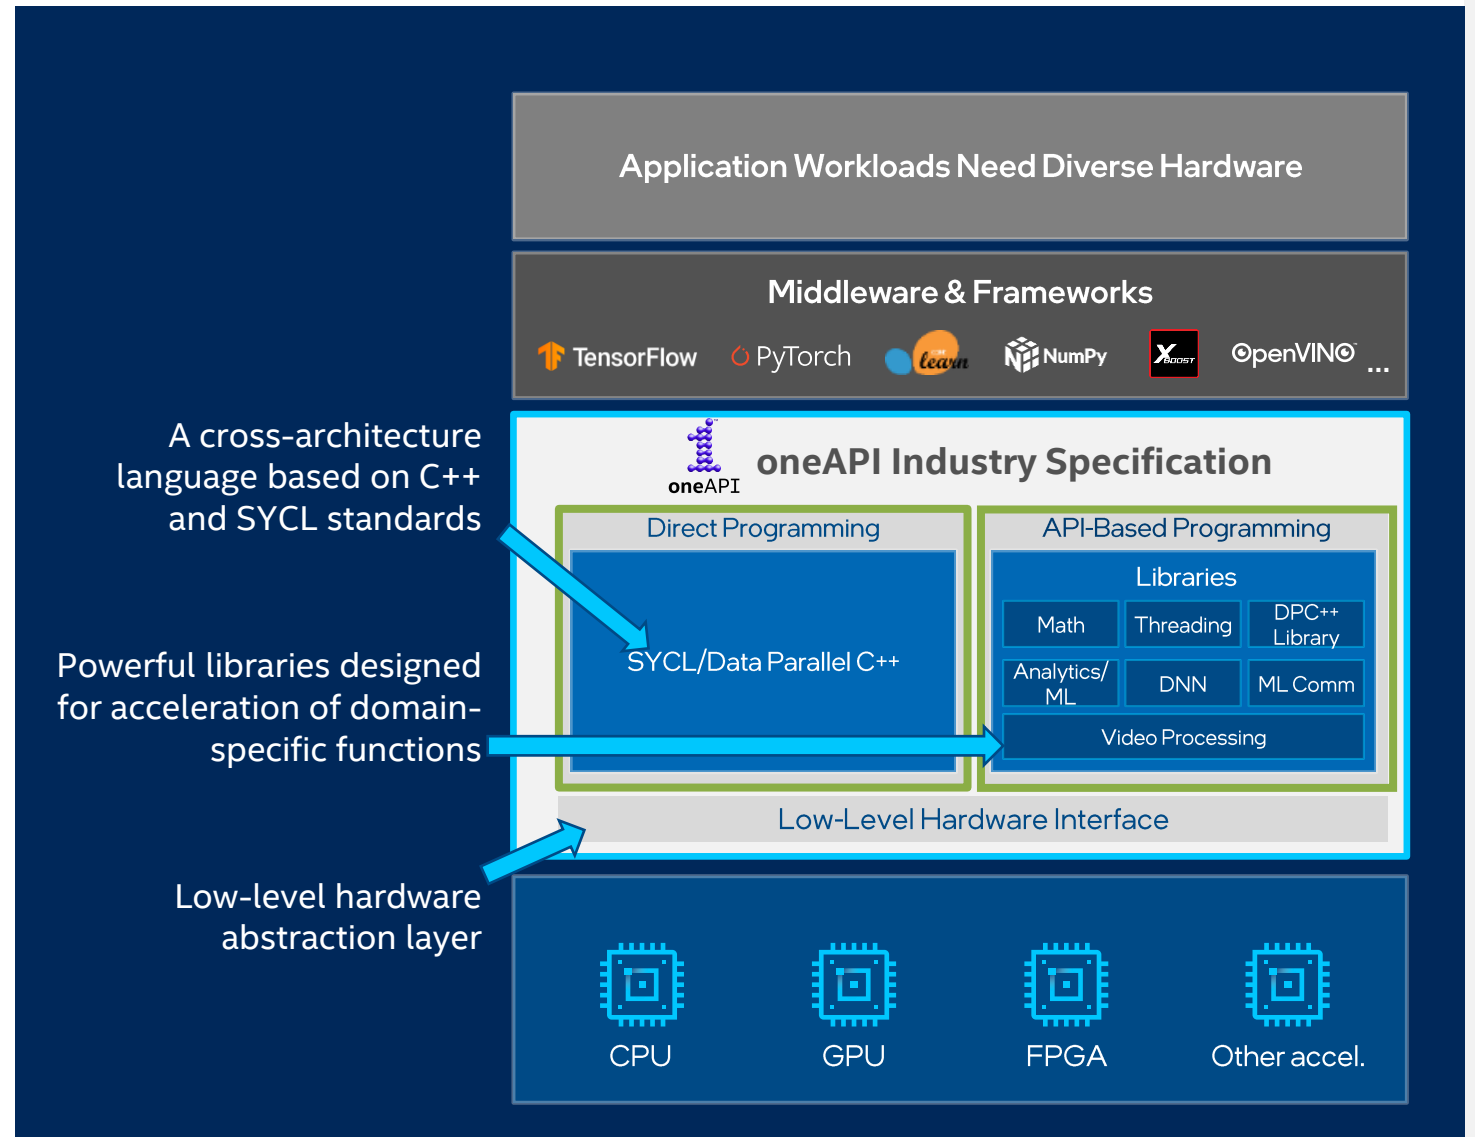 Application Workloads Need Diverse Hardware
Middleware & Frameworks
TensorFlow
PyTorch
learn
NumPy
XBOOST
OpenVINO
...
A cross-architecture
language based on C++
and SYCL standards
oneAPI
oneAPI Industry Specification
Direct Programming
SYCL/Data Parallel C++
API-Based Programming
Libraries
Math
Threading
DPC++
Library
Analytics/
ML
DNN
ML Comm
Video Processing
Powerful libraries designed
for acceleration of domain-
specific functions
Low-Level Hardware Interface
Low-level hardware
abstraction layer
CPU
GPU
FPGA
Other accel.